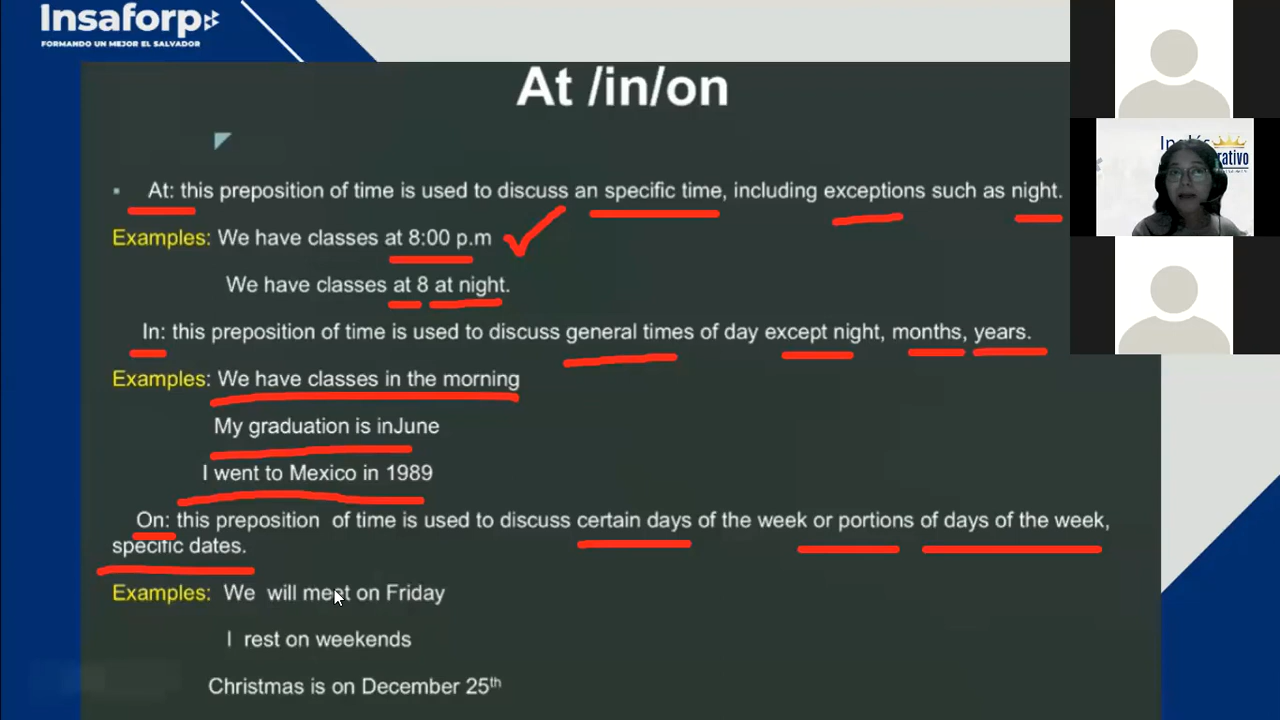 Insaforp
FORMANDO UN MEJOR EL SALVADOR
At /in/on
At: this preposition of time is used to discuss an specific time, including exceptions such as night.
Examples: We have classes at 8:00 p.m
We have classes at 8 at night.
In: this preposition of time is used to discuss general times of day except night, months, years.
Examples: We have classes in the morning
My graduation is inJune
I went to Mexico in 1989
On: this preposition of time is used to discuss certain days of the week or portions of days of the week,
specific dates.
Examples: We will meet on Friday
I rest on weekends
Christmas is on December 25th